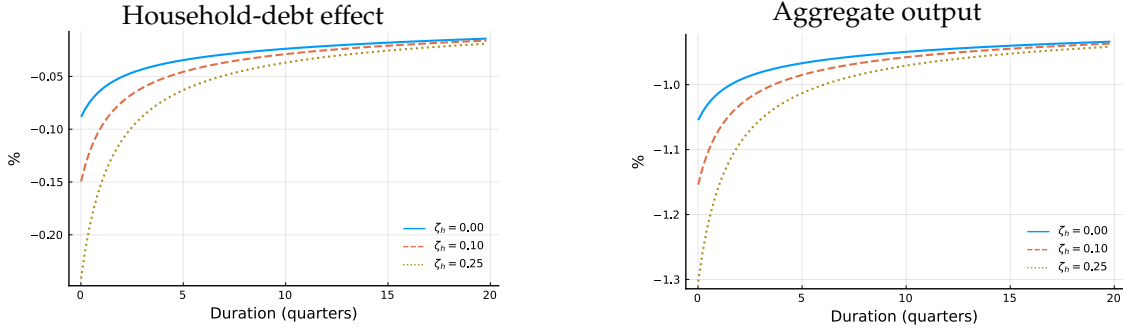 Household-debt effect
−0.05
−0.10
−0.15
−0.20
%
ζₕ = 0.00
ζₕ = 0.10
ζₕ = 0.25
0 5 10 15 20
Duration (quarters)
Aggregate output
−1.0
−1.1
−1.2
−1.3
%
ζₕ = 0.00
ζₕ = 0.10
ζₕ = 0.25
0 5 10 15 20
Duration (quarters)